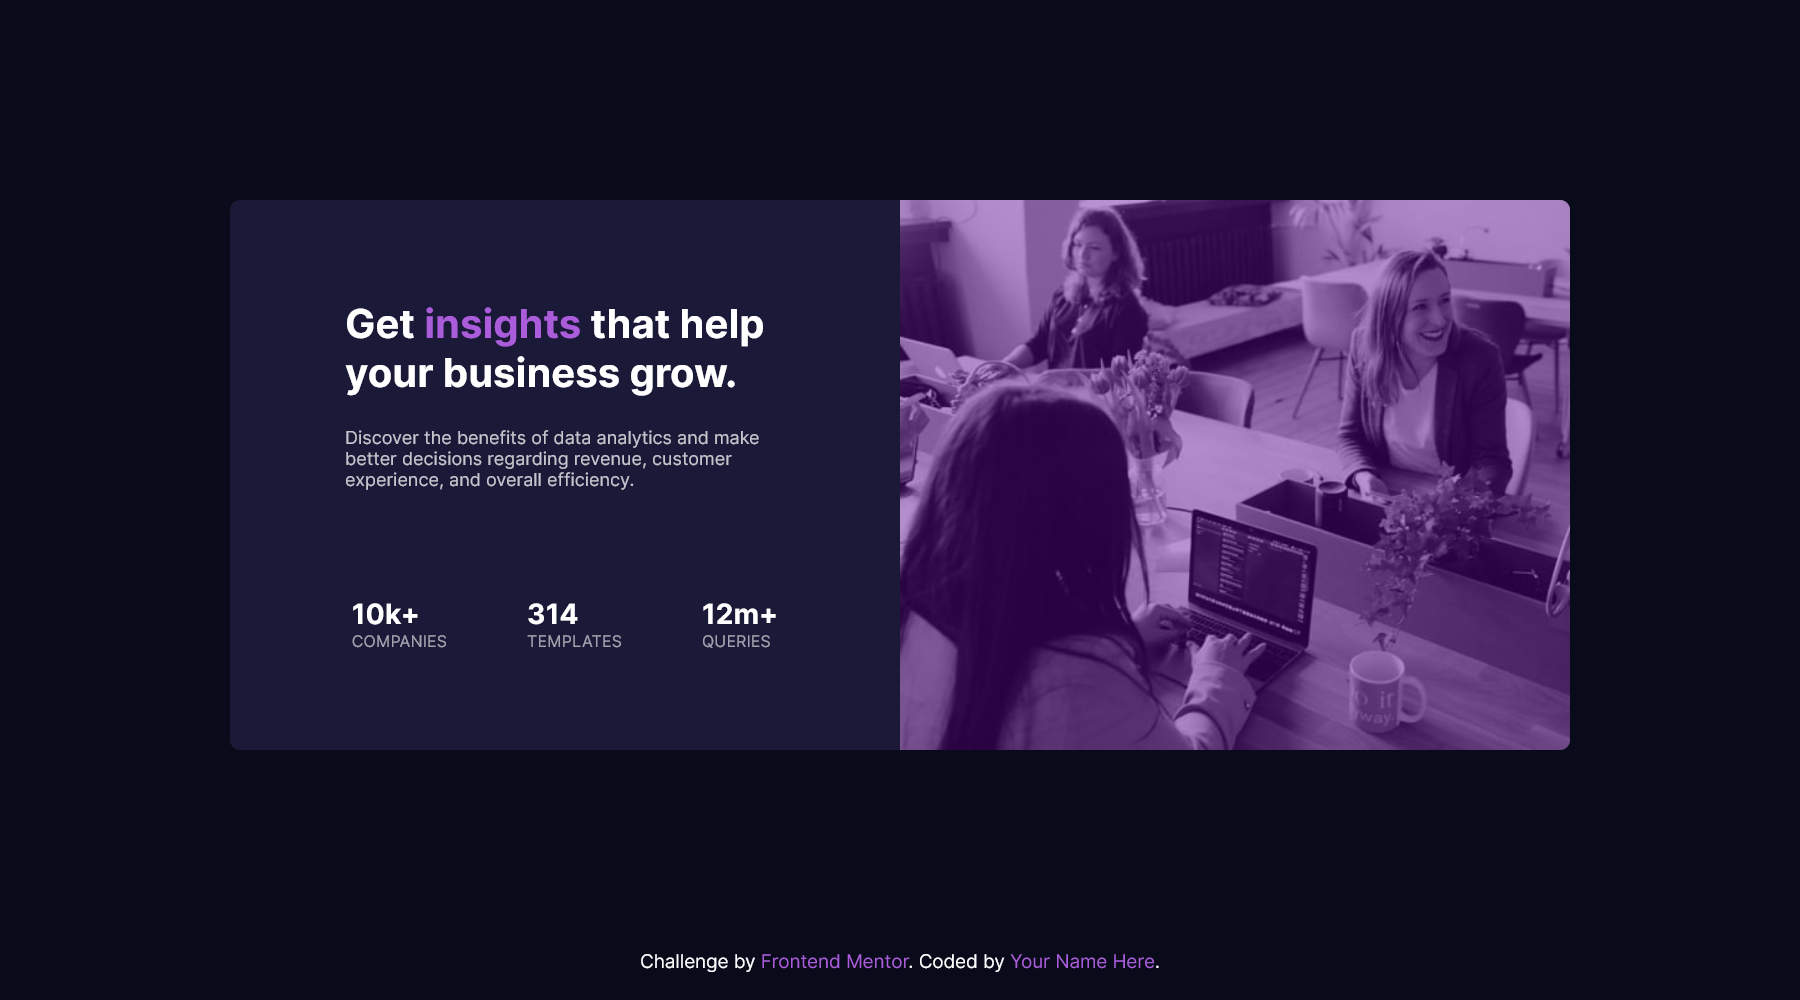 Get insights that help
your business grow.
Discover the benefits of data analytics and make
better decisions regarding revenue, customer
experience, and overall efficiency.
10k+
COMPANIES
314
TEMPLATES
12m+
QUERIES
Challenge by Frontend Mentor. Coded by Your Name Here.